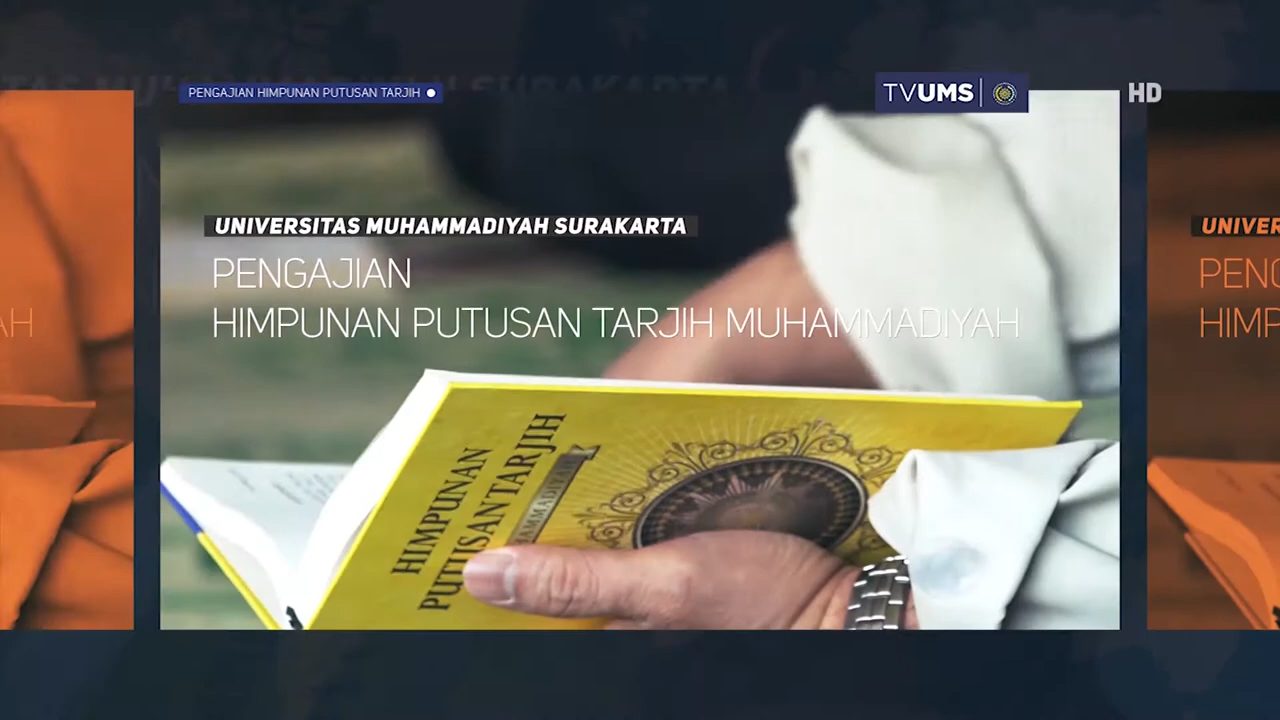 PENGAJIAN HIMPUNAN PUTUSAN TARJIH
TVUMS
HD
UNIVERSITAS MUHAMMADIYAH SURAKARTA
PENGAJIAN
HIMPUNAN PUTUSAN TARJIH MUHAMMADIYAH
HIMPUNAN
PUTUSAN TARJIH
AH
UNIVER
PENG
HIMP